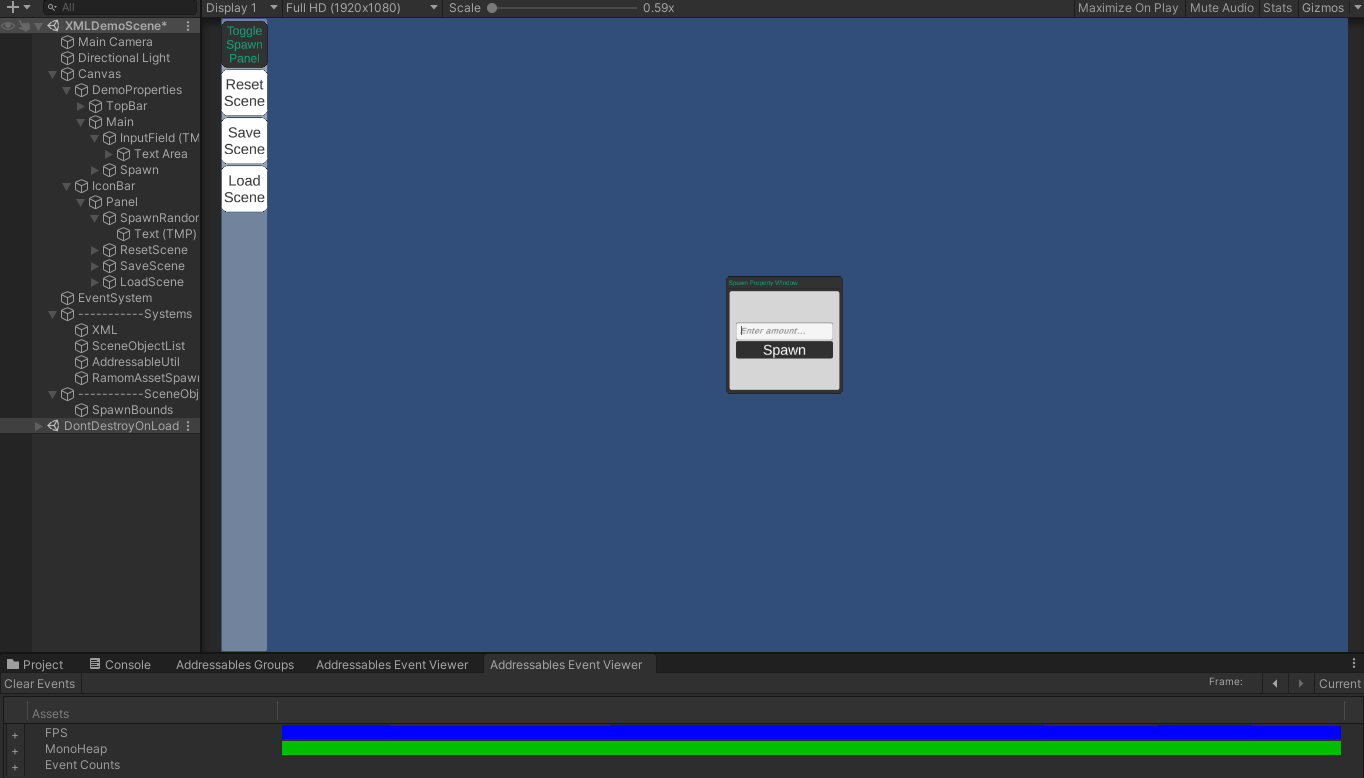 All
Display 1
Full HD (1920x1080)
Scale
0.59x
Maximize On Play
Mute Audio
Stats
Gizmos
XMLDemoScene*
Main Camera
Directional Light
Canvas
DemoProperties
TopBar
Main
InputField (TM
Text Area
Spawn
IconBar
Panel
SpawnRandor
Text (TMP)
ResetScene
SaveScene
LoadScene
EventSystem
-----------Systems
XML
SceneObjectList
AddressableUtil
RamomAssetSpawn
-----------SceneObj
SpawnBounds
DontDestroyOnLoad
Toggle
Spawn
Panel
Reset
Scene
Save
Scene
Load
Scene
Spawn Property Window
Enter amount...
Spawn
Project
Console
Addressables Groups
Addressables Event Viewer
Addressables Event Viewer
Clear Events
Frame:
Current
Assets
FPS
MonoHeap
Event Counts